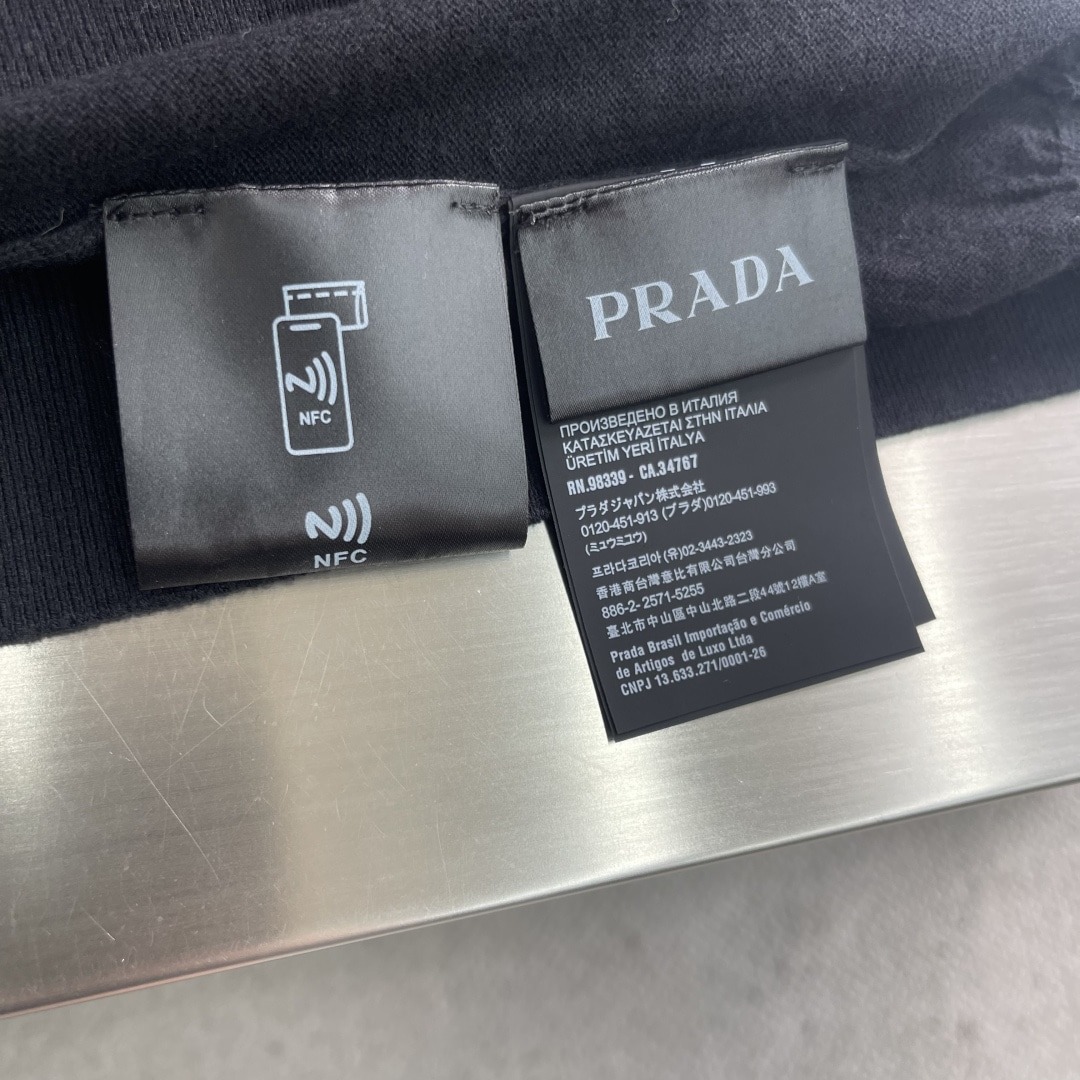 NFC
NFC
PRADA
ПРОИЗВЕДЕНО В ИТАЛИЯ
ΚΑΤΑΣΚΕΥΑΖΕΤΑΙ ΣΤΗΝ ΙΤΑΛΙΑ
ÜRETİM YERİ İTALYA
RN.98339 - CA.34767
プラダジャパン株式会社
0120-451-913 (プラダ)0120-451-993
(ミュウミュウ)
프라다코리아 (유)02-3443-2323
香港商台灣意比有限公司台灣分公司
886-2-2571-5255
臺北市中山區中山北路二段44號12樓A室
Prada Brasil Importação e Comércio
de Artigos de Luxo Ltda
CNPJ 13.633.271/0001-26